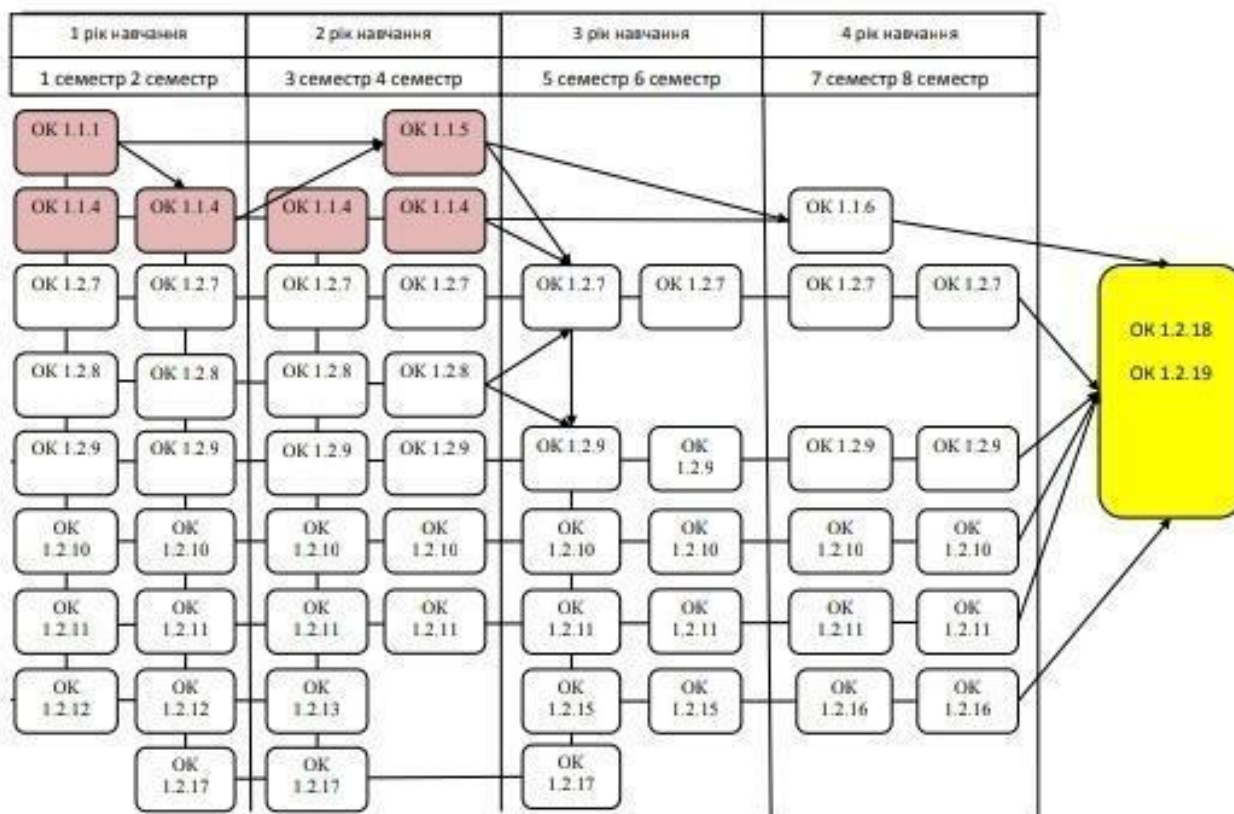 1 рік навчання
2 рік навчання
3 рік навчання
4 рік навчання
1 семестр 2 семестр
3 семестр 4 семестр
5 семестр 6 семестр
7 семестр 8 семестр
ОК 1.1.1
ОК 1.1.5
ОК 1.1.4
ОК 1.1.4
ОК 1.1.4
ОК 1.1.4
ОК 1.1.6
ОК 1.2.7
ОК 1.2.7
ОК 1.2.7
ОК 1.2.7
ОК 1.2.7
ОК 1.2.7
ОК 1.2.7
ОК 1.2.7
ОК 1.2.18
ОК 1.2.19
ОК 1.2.8
ОК 1.2.8
ОК 1.2.8
ОК 1.2.8
ОК 1.2.9
ОК 1.2.9
ОК 1.2.9
ОК 1.2.9
ОК 1.2.9
ОК
1.2.9
ОК 1.2.9
ОК 1.2.9
ОК
1.2.10
ОК
1.2.10
ОК
1.2.10
ОК
1.2.10
ОК
1.2.10
ОК
1.2.10
ОК
1.2.10
ОК
1.2.10
ОК
1.2.11
ОК
1.2.11
ОК
1.2.11
ОК
1.2.11
ОК
1.2.11
ОК
1.2.11
ОК
1.2.11
ОК
1.2.11
ОК
1.2.12
ОК
1.2.12
ОК
1.2.13
ОК
1.2.15
ОК
1.2.15
ОК
1.2.16
ОК
1.2.16
ОК
1.2.17
ОК
1.2.17
ОК
1.2.17